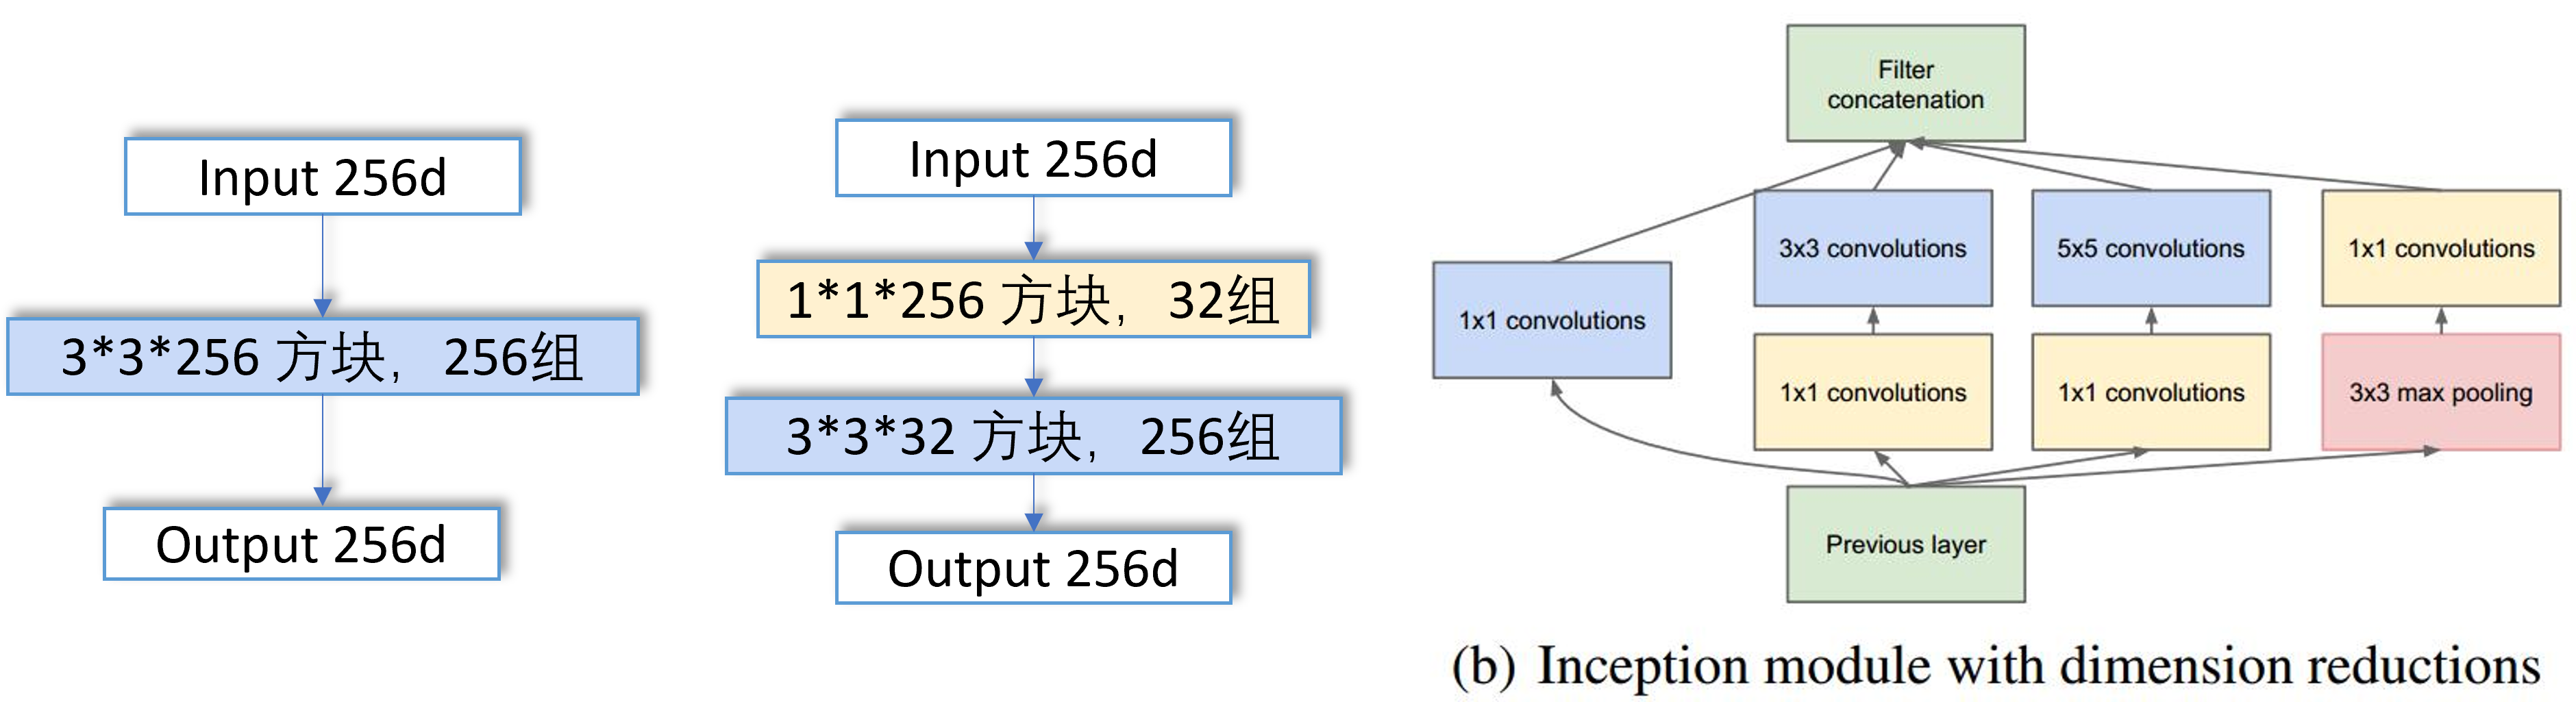 Input 256d
3*3*256 方块，256组
Output 256d
Input 256d
1*1*256 方块，32组
3*3*32 方块，256组
Output 256d
Filter
concatenation
3x3 convolutions
5x5 convolutions
1x1 convolutions
1x1 convolutions
1x1 convolutions
1x1 convolutions
3x3 max pooling
Previous layer
(b) Inception module with dimension reductions